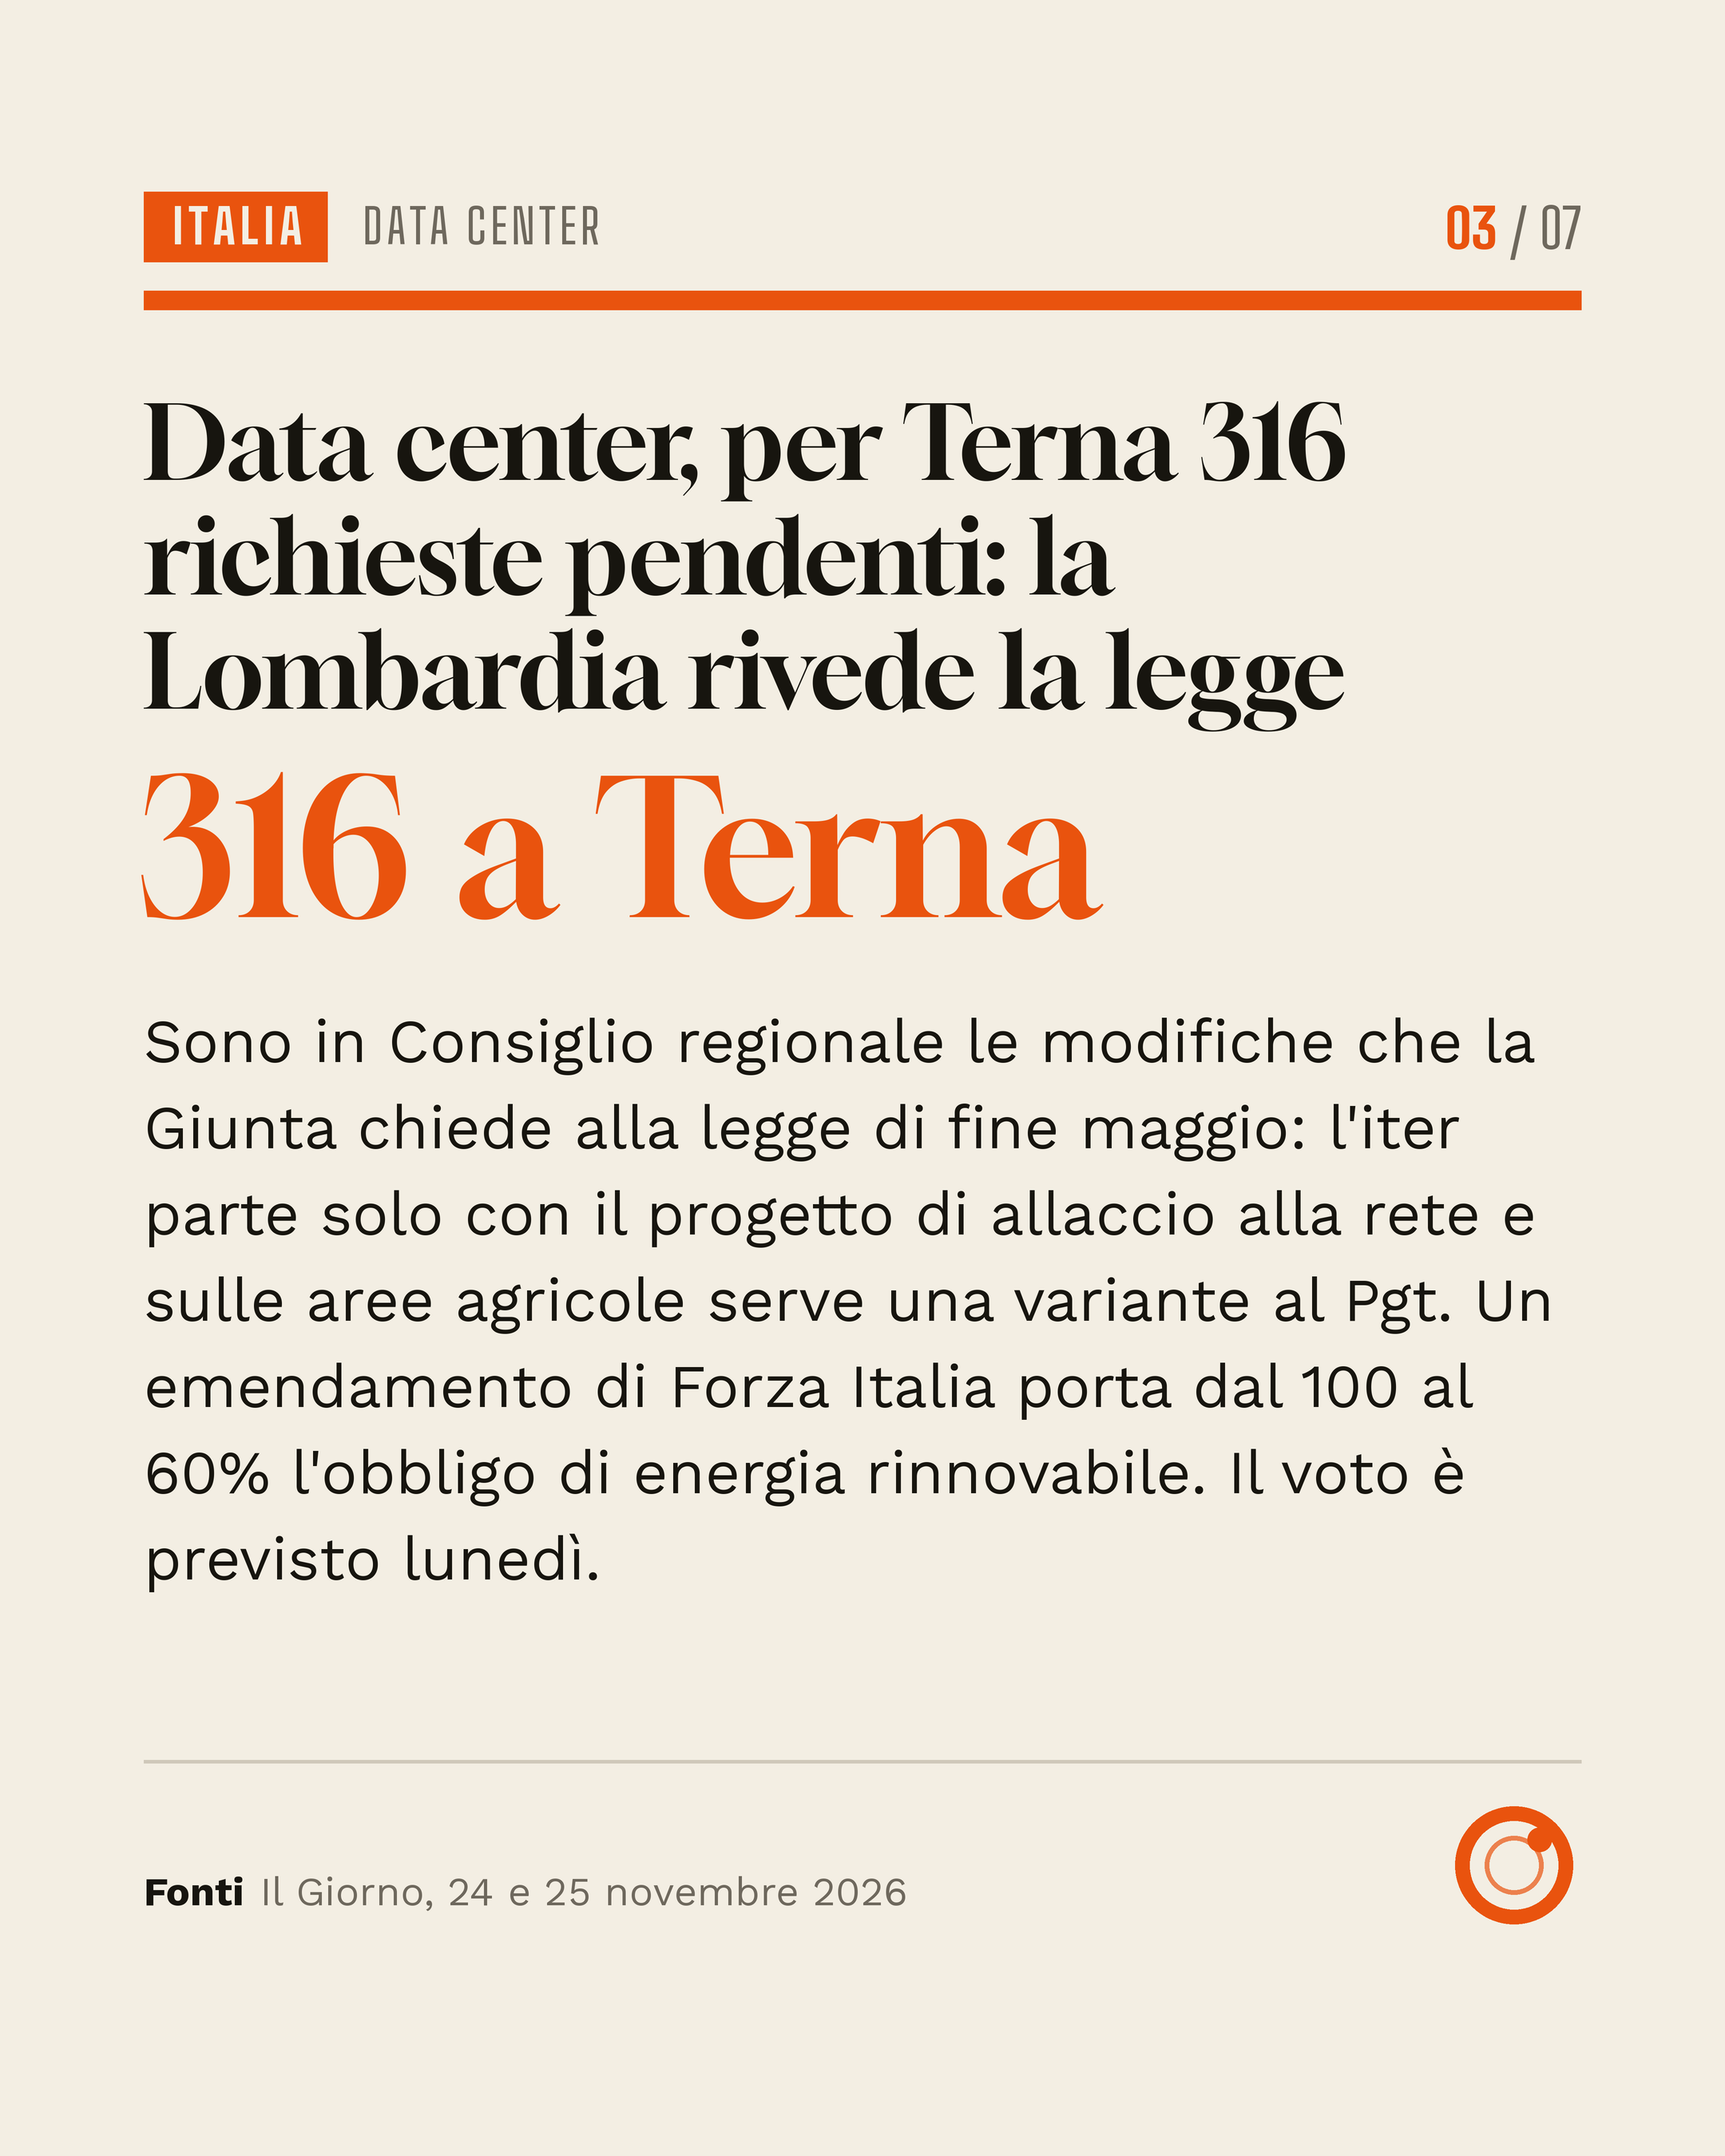 ITALIA DATA CENTER 03 / 07
Data center, per Terna 316
richieste pendenti: la
Lombardia rivede la legge
316 a Terna
Sono in Consiglio regionale le modifiche che la
Giunta chiede alla legge di fine maggio: l'iter
parte solo con il progetto di allaccio alla rete e
sulle aree agricole serve una variante al Pgt. Un
emendamento di Forza Italia porta dal 100 al
60% l'obbligo di energia rinnovabile. Il voto è
previsto lunedì.
Fonti Il Giorno, 24 e 25 novembre 2026